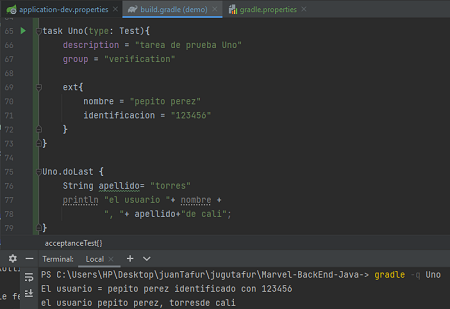 application-dev.properties × build.gradle (demo) × gradle.properties
65 task Uno(type: Test){
66 description = "tarea de prueba Uno"
67 group = "verification"
68
69 ext{
70 nombre = "pepito perez"
71 identificacion = "123456"
72 }
73 }
74
75 Uno.doLast {
76 String apellido= "torres"
77 println "el usuario "+ nombre +
78 ", "+ apellido+"de cali";
79 }
acceptanceTest{}
Terminal: Local × +
PS C:\Users\HP\Desktop\juanTafur\jugutafur\Marvel-BackEnd-Java-> gradle -q Uno
El usuario = pepito perez identificado con 123456
el usuario pepito perez, torresde cali